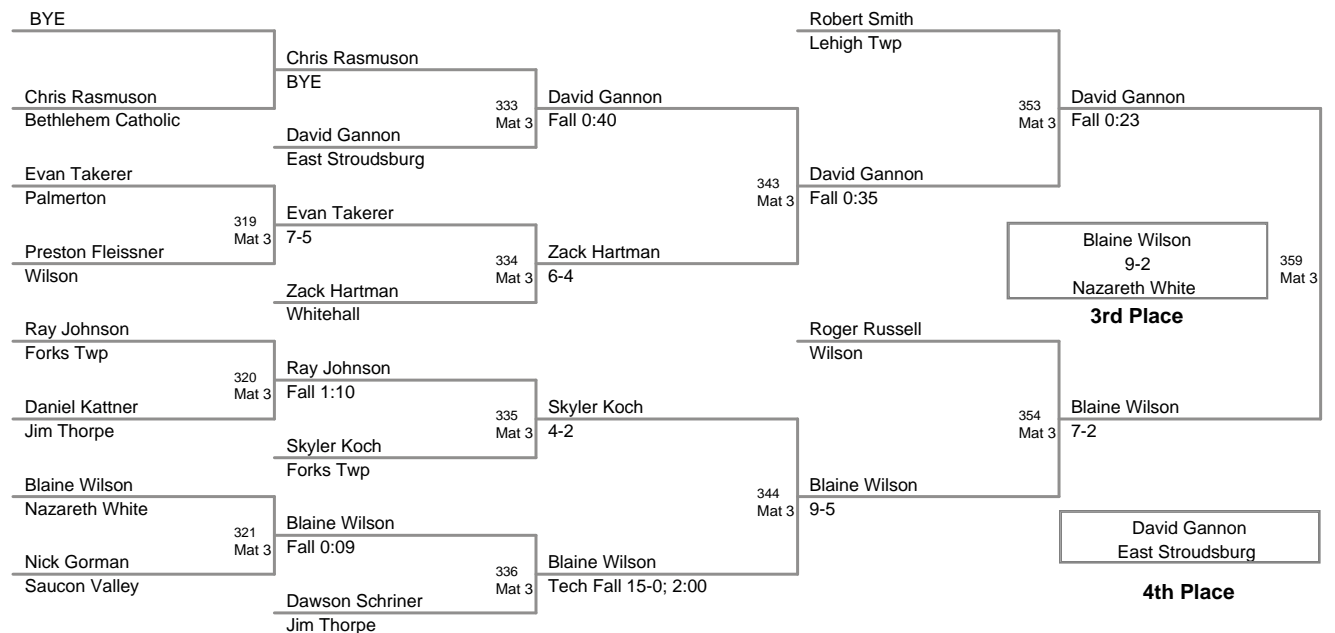 BYE
Chris Rasmuson
Bethlehem Catholic
Evan Takerer
Palmerton
319
Mat 3
Preston Fleissner
Wilson
Ray Johnson
Forks Twp
320
Mat 3
Daniel Kattner
Jim Thorpe
Blaine Wilson
Nazareth White
321
Mat 3
Nick Gorman
Saucon Valley
Chris Rasmuson
BYE
333
Mat 3
David Gannon
East Stroudsburg
Evan Takerer
7-5
334
Mat 3
Zack Hartman
Whitehall
Ray Johnson
Fall 1:10
335
Mat 3
Skyler Koch
Forks Twp
Blaine Wilson
Fall 0:09
336
Mat 3
Dawson Schriner
Jim Thorpe
David Gannon
Fall 0:40
343
Mat 3
Zack Hartman
6-4
Skyler Koch
4-2
344
Mat 3
Blaine Wilson
Tech Fall 15-0; 2:00
Robert Smith
Lehigh Twp
353
Mat 3
David Gannon
Fall 0:35
Roger Russell
Wilson
354
Mat 3
Blaine Wilson
9-5
David Gannon
Fall 0:23
359
Mat 3
Blaine Wilson
7-2
Blaine Wilson
9-2
Nazareth White
3rd Place
David Gannon
East Stroudsburg
4th Place